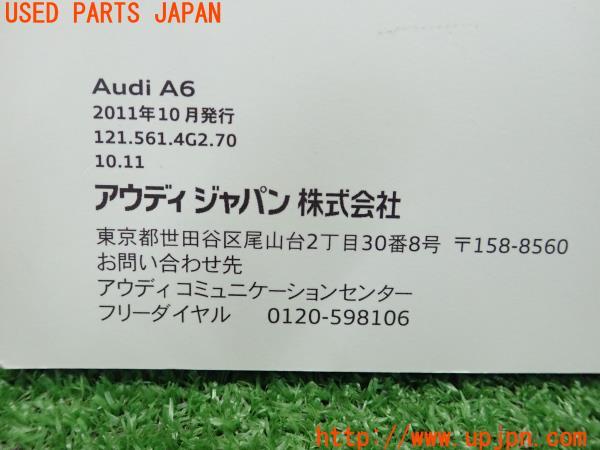 USED PARTS JAPAN
Audi A6
2011年10月発行
121.561.4G2.70
10.11
アウディ ジャパン 株式会社
東京都世田谷区尾山台2丁目30番8号 〒158-8560
お問い合わせ先
アウディ コミュニケーションセンター
フリーダイヤル 0120-598106
http://www.upjpn.com/